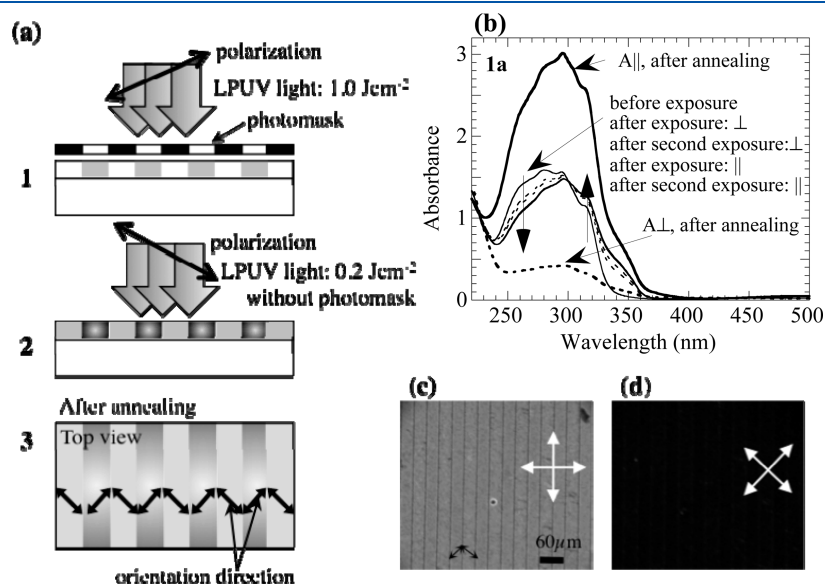 (a)
polarization
LPUV light: 1.0 Jcm-2
photomask
1
polarization
LPUV light: 0.2 Jcm-2
without photomask
2
After annealing
3
Top view
orientation direction
(b)
3
2
1
0
Absorbance
1a
A∥, after annealing
before exposure
after exposure: ⊥
after second exposure:⊥
after exposure: ∥
after second exposure: ∥
A⊥, after annealing
250 300 350 400 450 500
Wavelength (nm)
(c)
60μm
(d)